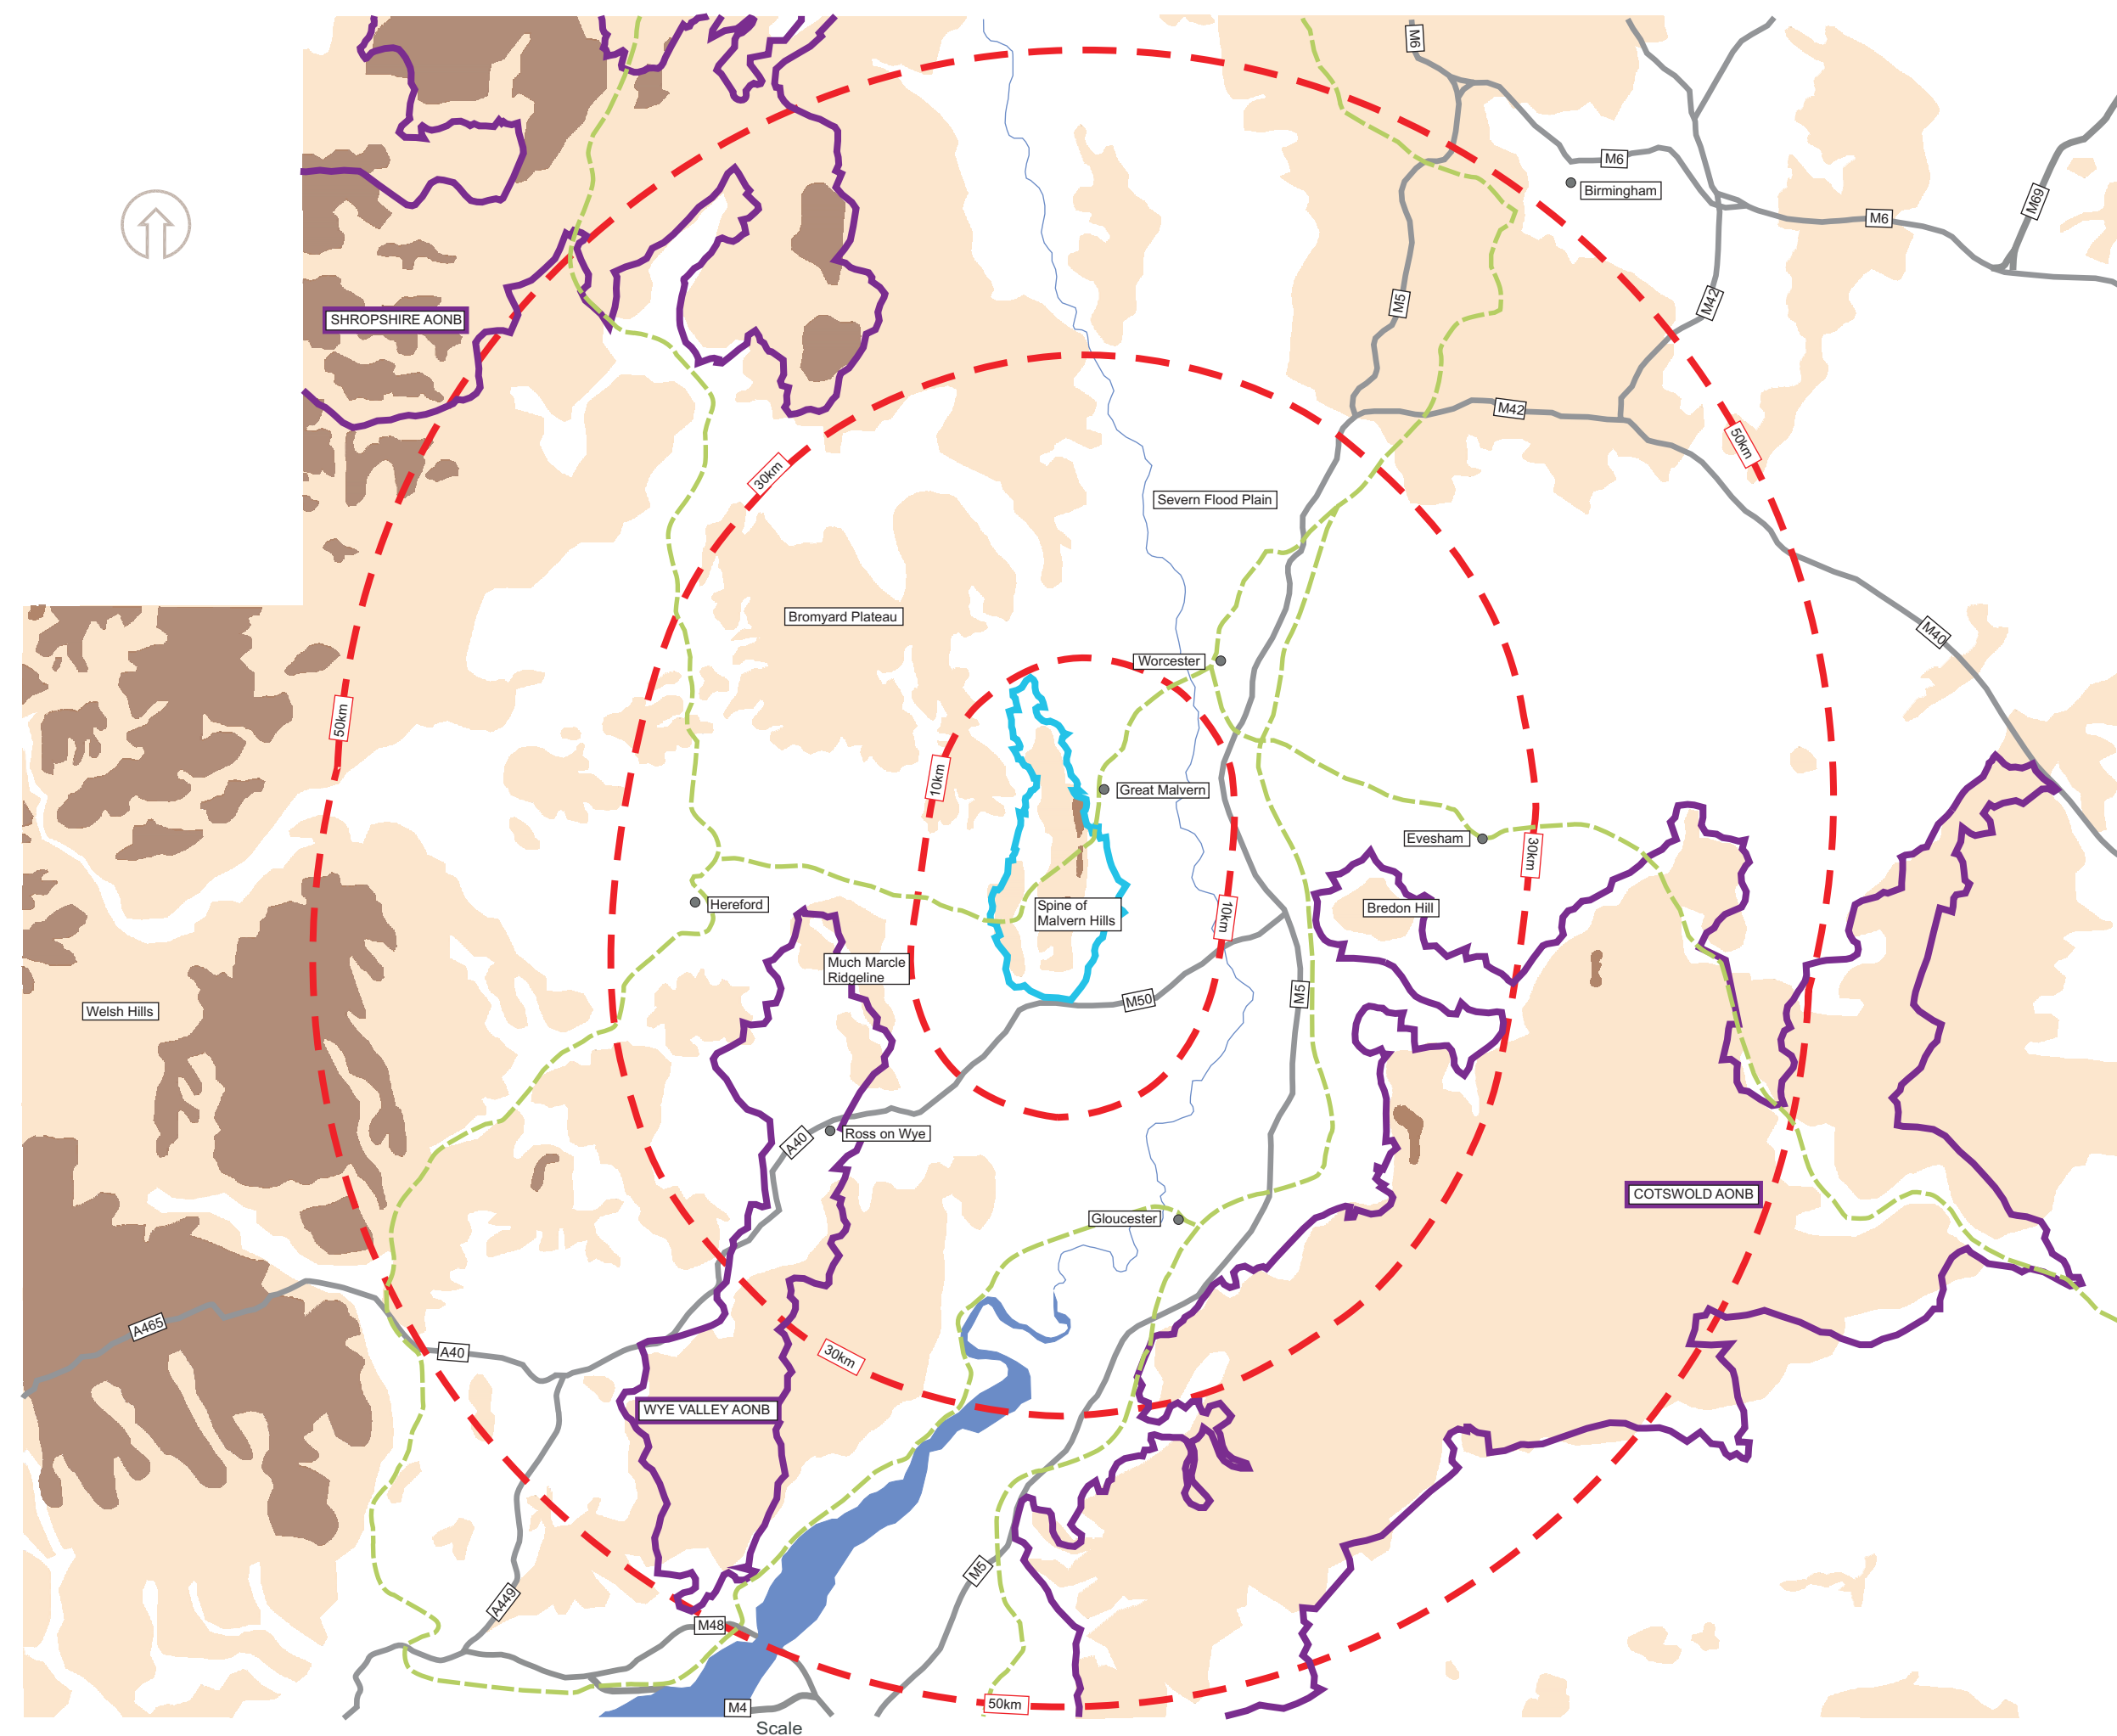 M6
M6
Birmingham
M69
M6
M5
M42
SHROPSHIRE AONB
M42
50km
30km
Severn Flood Plain
Bromyard Plateau
M40
Worcester
50km
10km
Great Malvern
Evesham
30km
Hereford
Spine of
Malvern Hills
10km
Bredon Hill
Much Marcle
Ridgeline
Welsh Hills
M50
M5
A40
Ross on Wye
COTSWOLD AONB
Gloucester
A465
A40
30km
WYE VALLEY AONB
M5
A449
M48
50km
M4
Scale